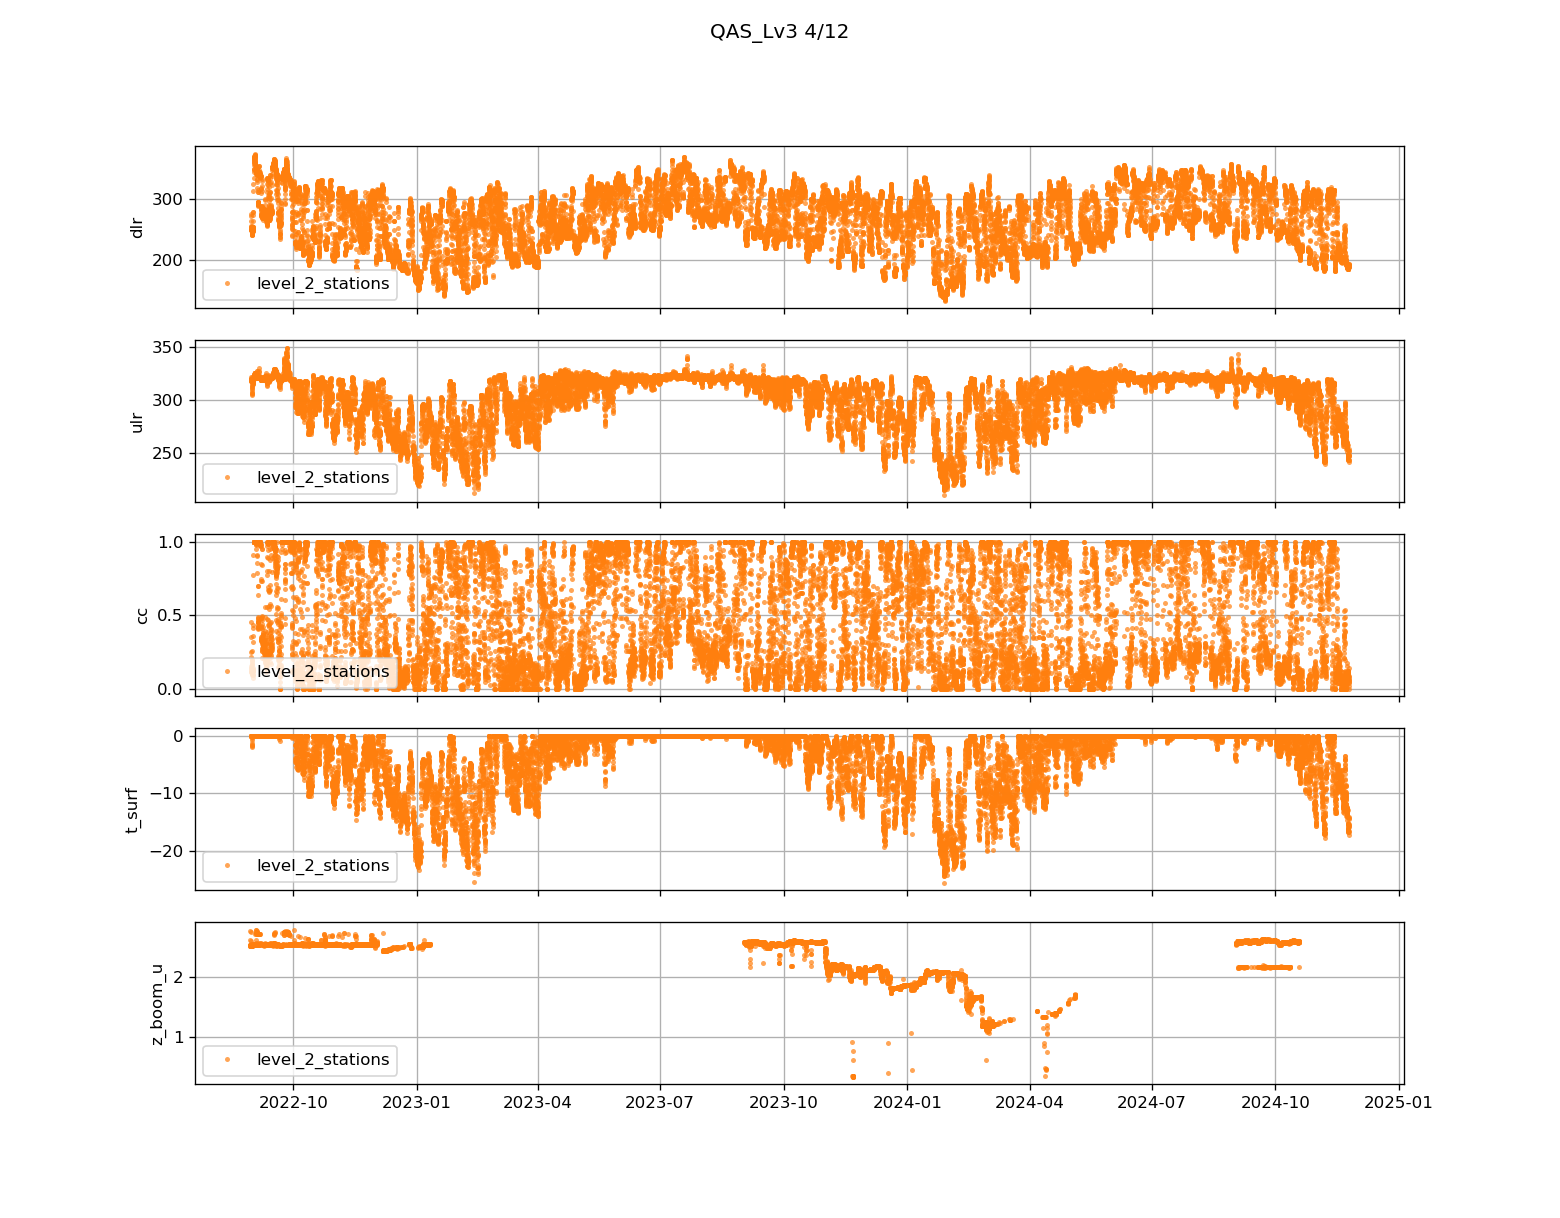 QAS_Lv3 4/12
300
200
dlr
level_2_stations
350
300
250
ulr
level_2_stations
1.0
0.5
0.0
cc
level_2_stations
0
−10
−20
t_surf
level_2_stations
2
1
z_boom_u
level_2_stations
2022-10 2023-01 2023-04 2023-07 2023-10 2024-01 2024-04 2024-07 2024-10 2025-01